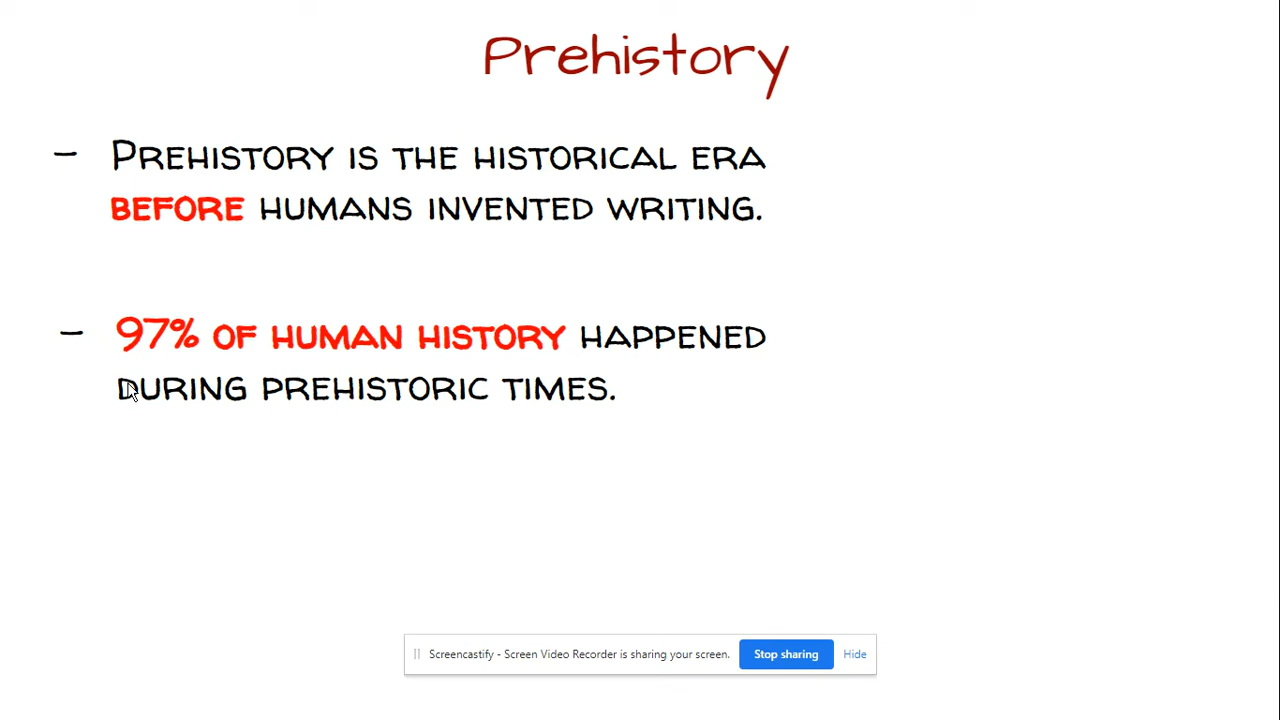 Prehistory
- Prehistory is the historical era
before humans invented writing.
- 97% of human history happened
during prehistoric times.
Screencastify - Screen Video Recorder is sharing your screen. Stop sharing Hide